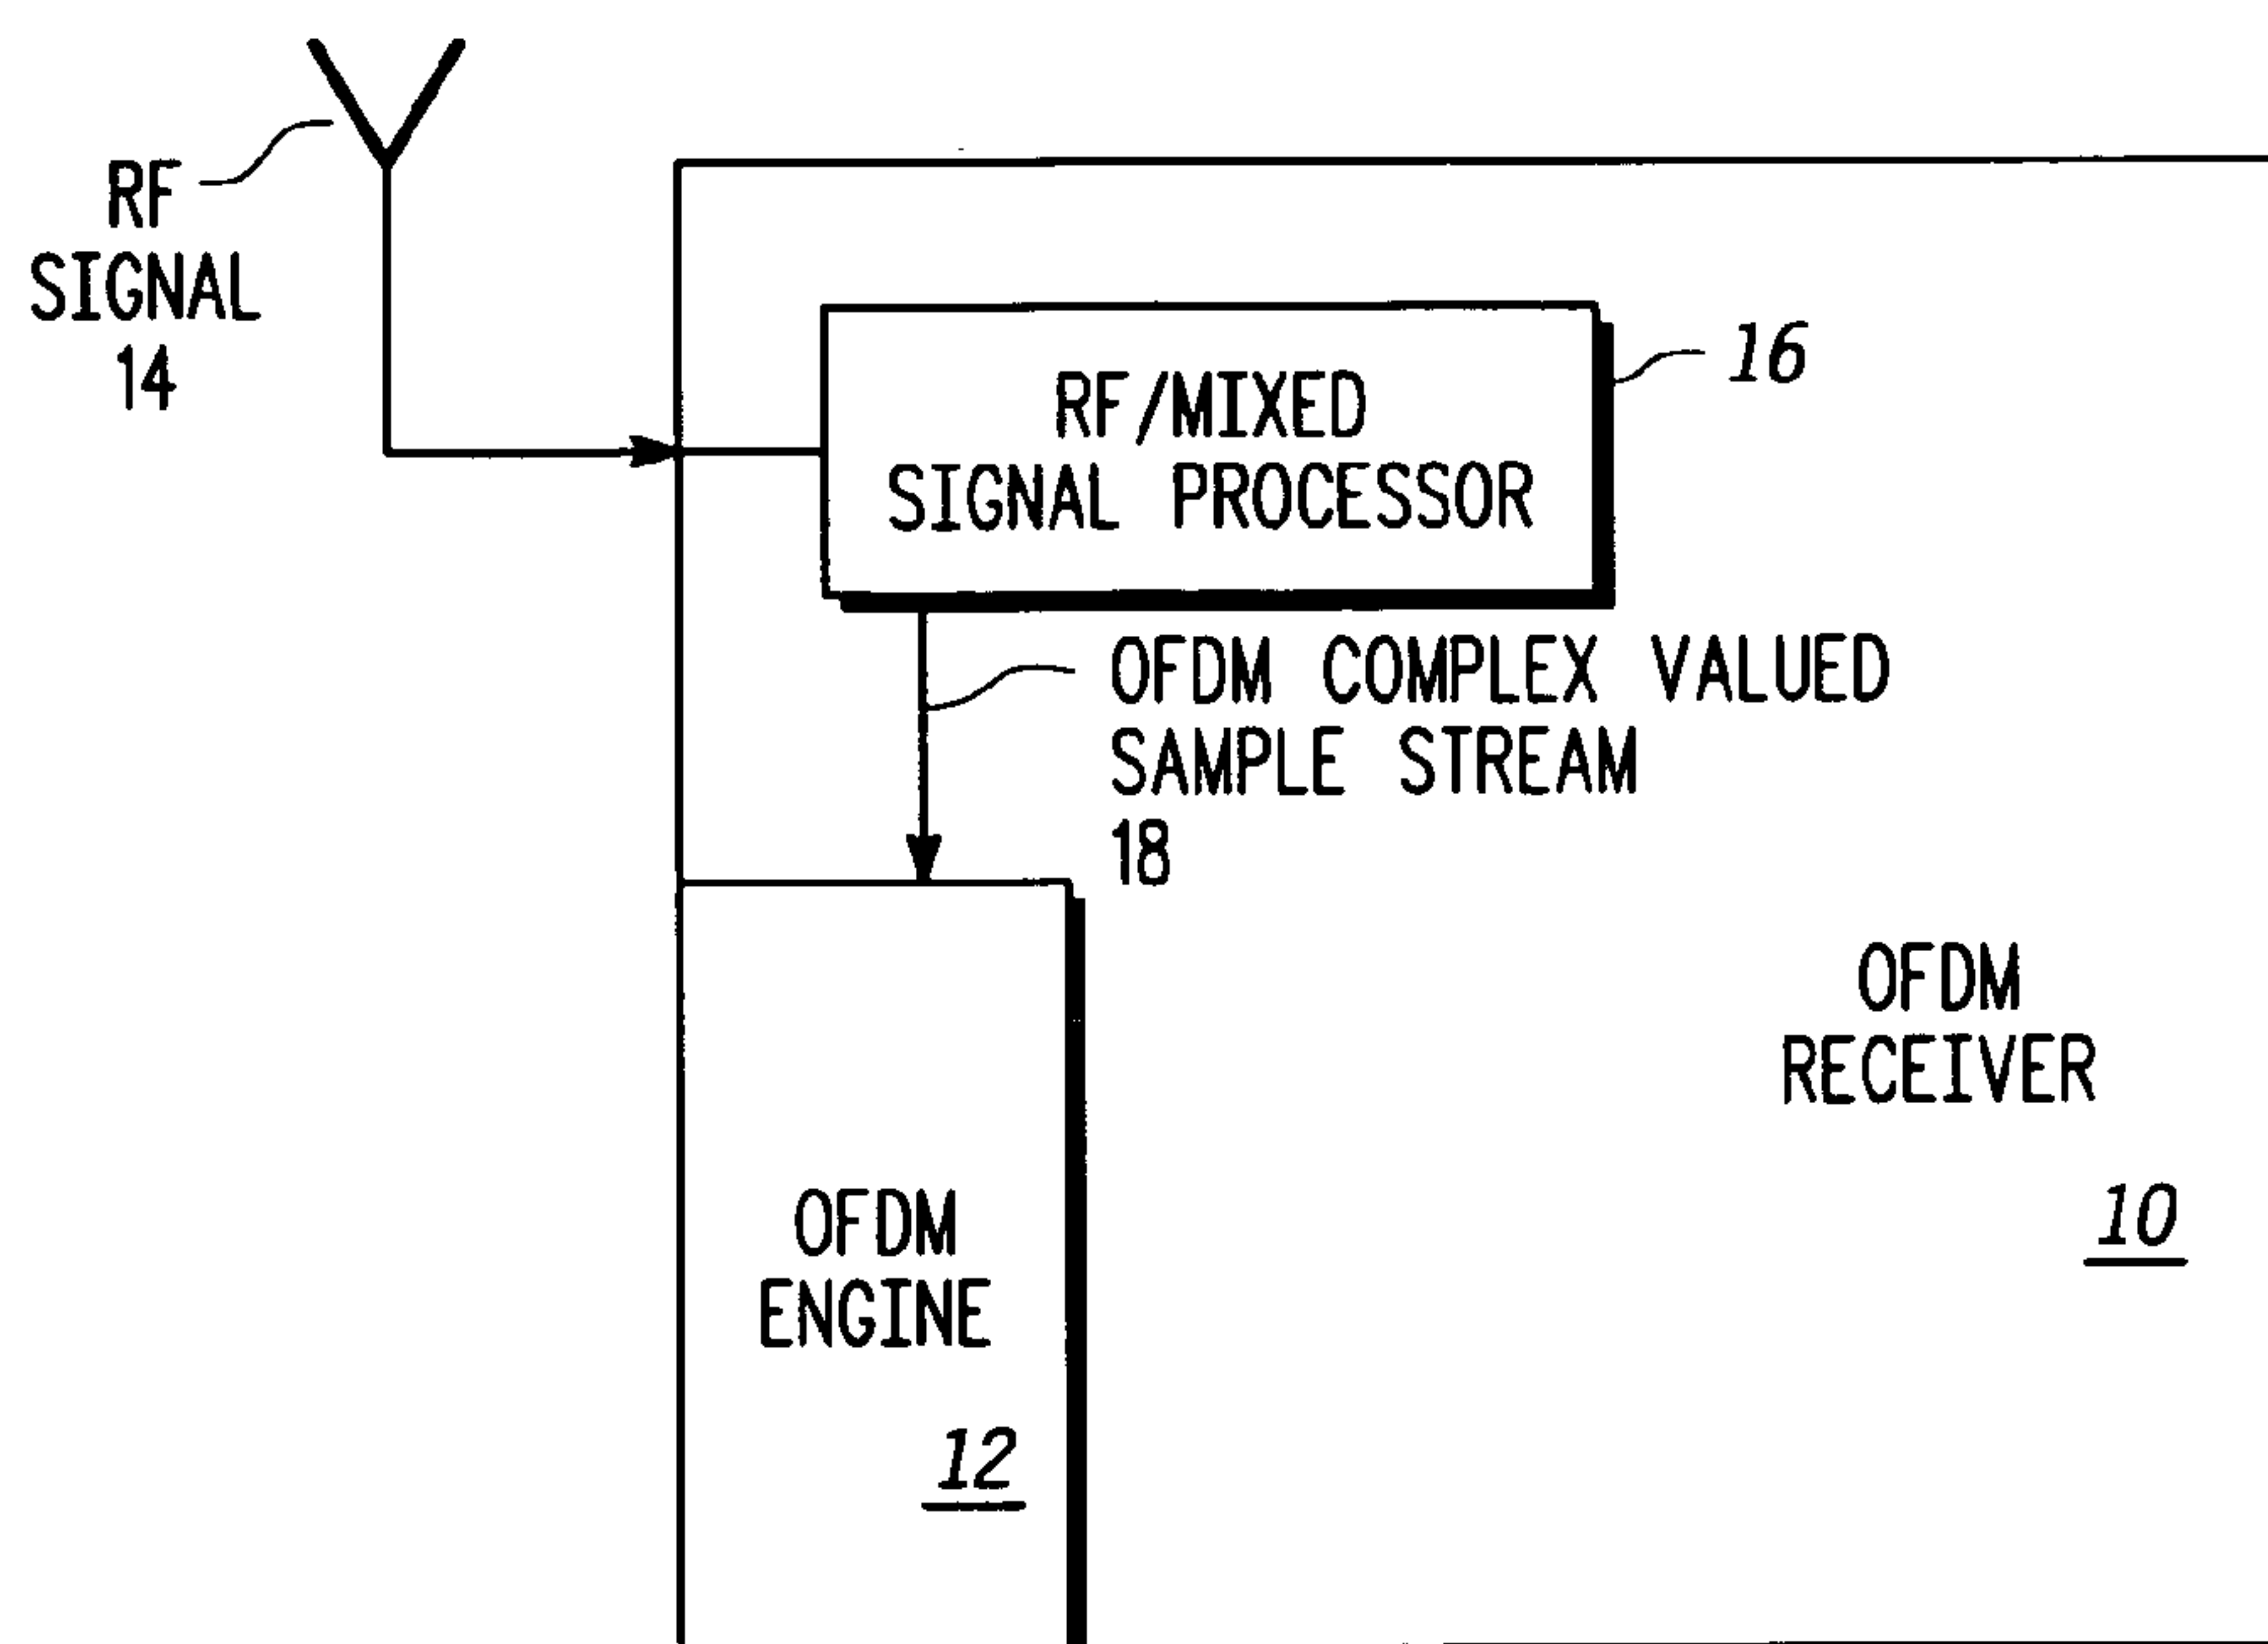 RF
SIGNAL
14
RF/MIXED
SIGNAL PROCESSOR
16
OFDM COMPLEX VALUED
SAMPLE STREAM
18
OFDM
RECEIVER
10
OFDM
ENGINE
12